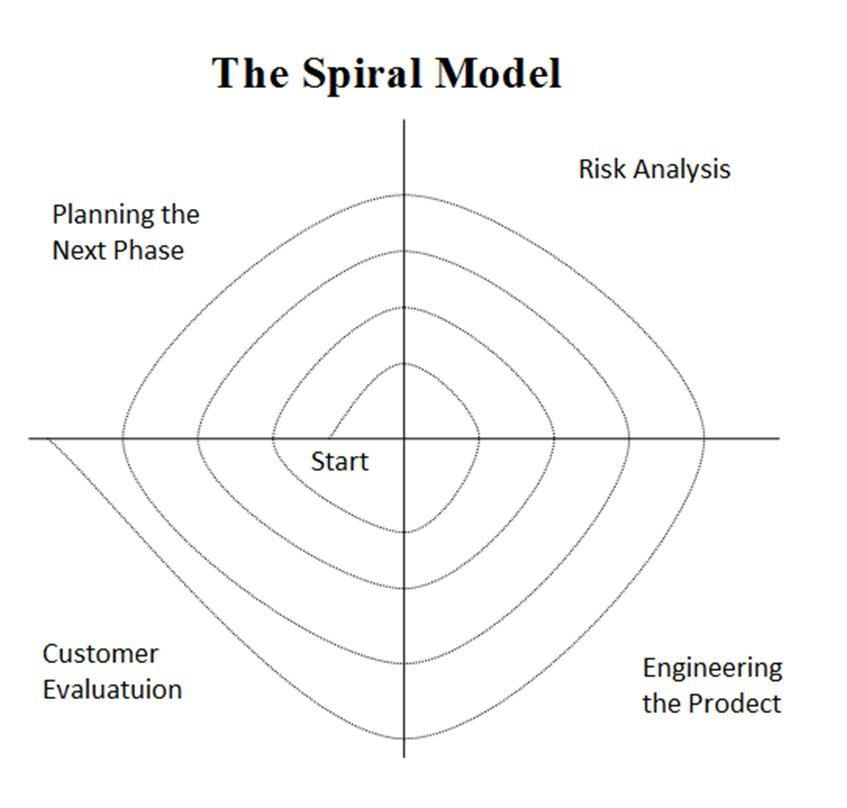 The Spiral Model
Risk Analysis
Planning the
Next Phase
Start
Customer
Evaluatuion
Engineering
the Prodect